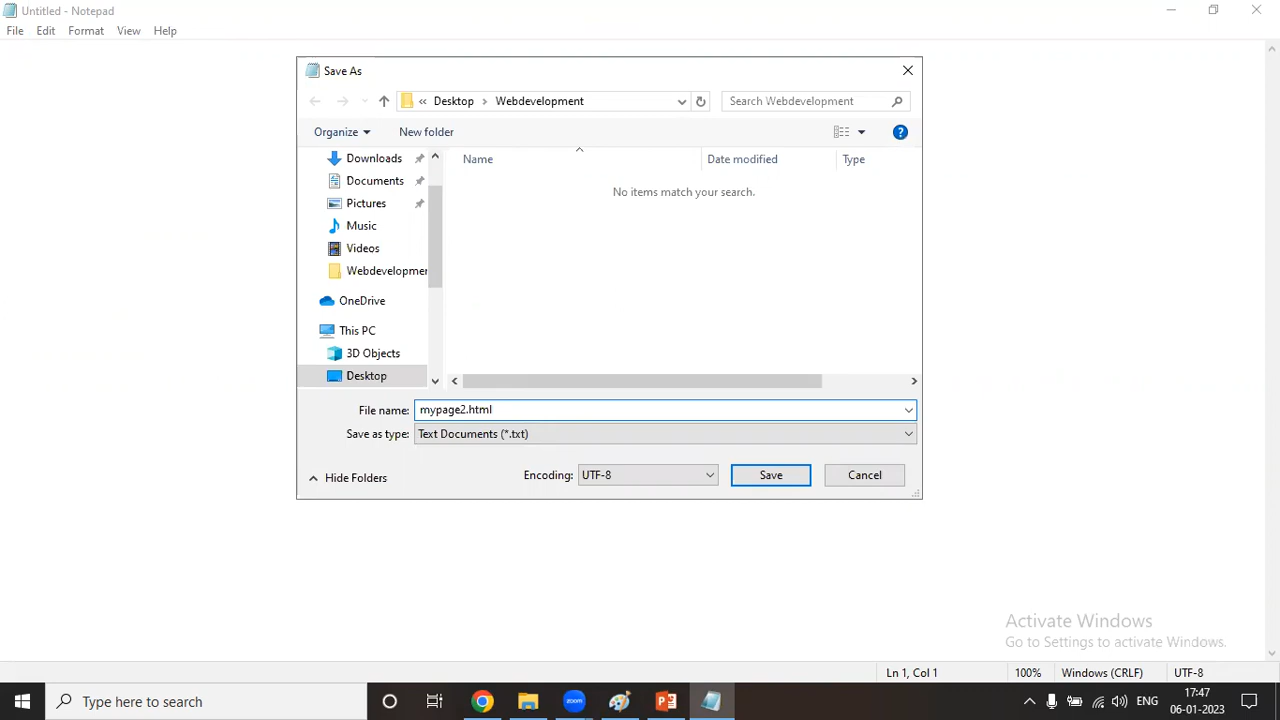 Untitled - Notepad
File Edit Format View Help
Save As
« Desktop > Webdevelopment
Search Webdevelopment
Organize New folder
Name Date modified Type
Downloads
Documents
Pictures
Music
Videos
Webdevelopmer
OneDrive
This PC
3D Objects
Desktop
No items match your search.
File name: mypage2.html
Save as type: Text Documents (*.txt)
Hide Folders Encoding: UTF-8 Save Cancel
Activate Windows
Go to Settings to activate Windows.
Ln 1, Col 1 100% Windows (CRLF) UTF-8
Type here to search
zoom
ENG
17:47
06-01-2023